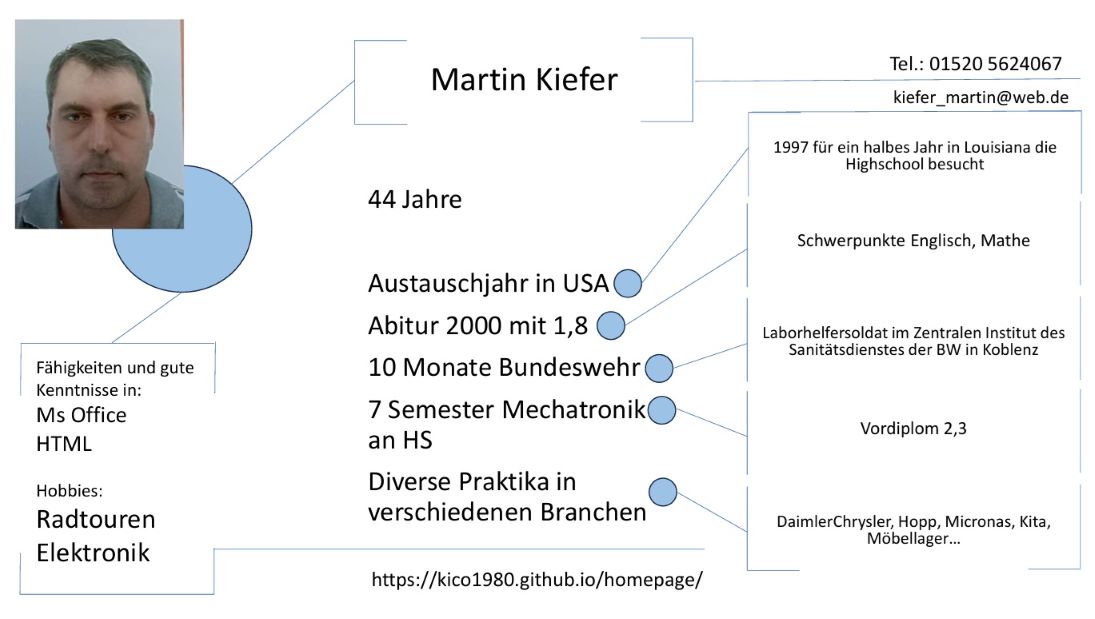 Martin Kiefer
Tel.: 01520 5624067
kiefer_martin@web.de
44 Jahre
Austauschjahr in USA
Abitur 2000 mit 1,8
10 Monate Bundeswehr
7 Semester Mechatronik
an HS
Diverse Praktika in
verschiedenen Branchen
1997 für ein halbes Jahr in Louisiana die
Highschool besucht
Schwerpunkte Englisch, Mathe
Laborhelfersoldat im Zentralen Institut des
Sanitätsdienstes der BW in Koblenz
Vordiplom 2,3
DaimlerChrysler, Hopp, Micronas, Kita,
Möbellager…
Fähigkeiten und gute
Kenntnisse in:
Ms Office
HTML
Hobbies:
Radtouren
Elektronik
https://kico1980.github.io/homepage/